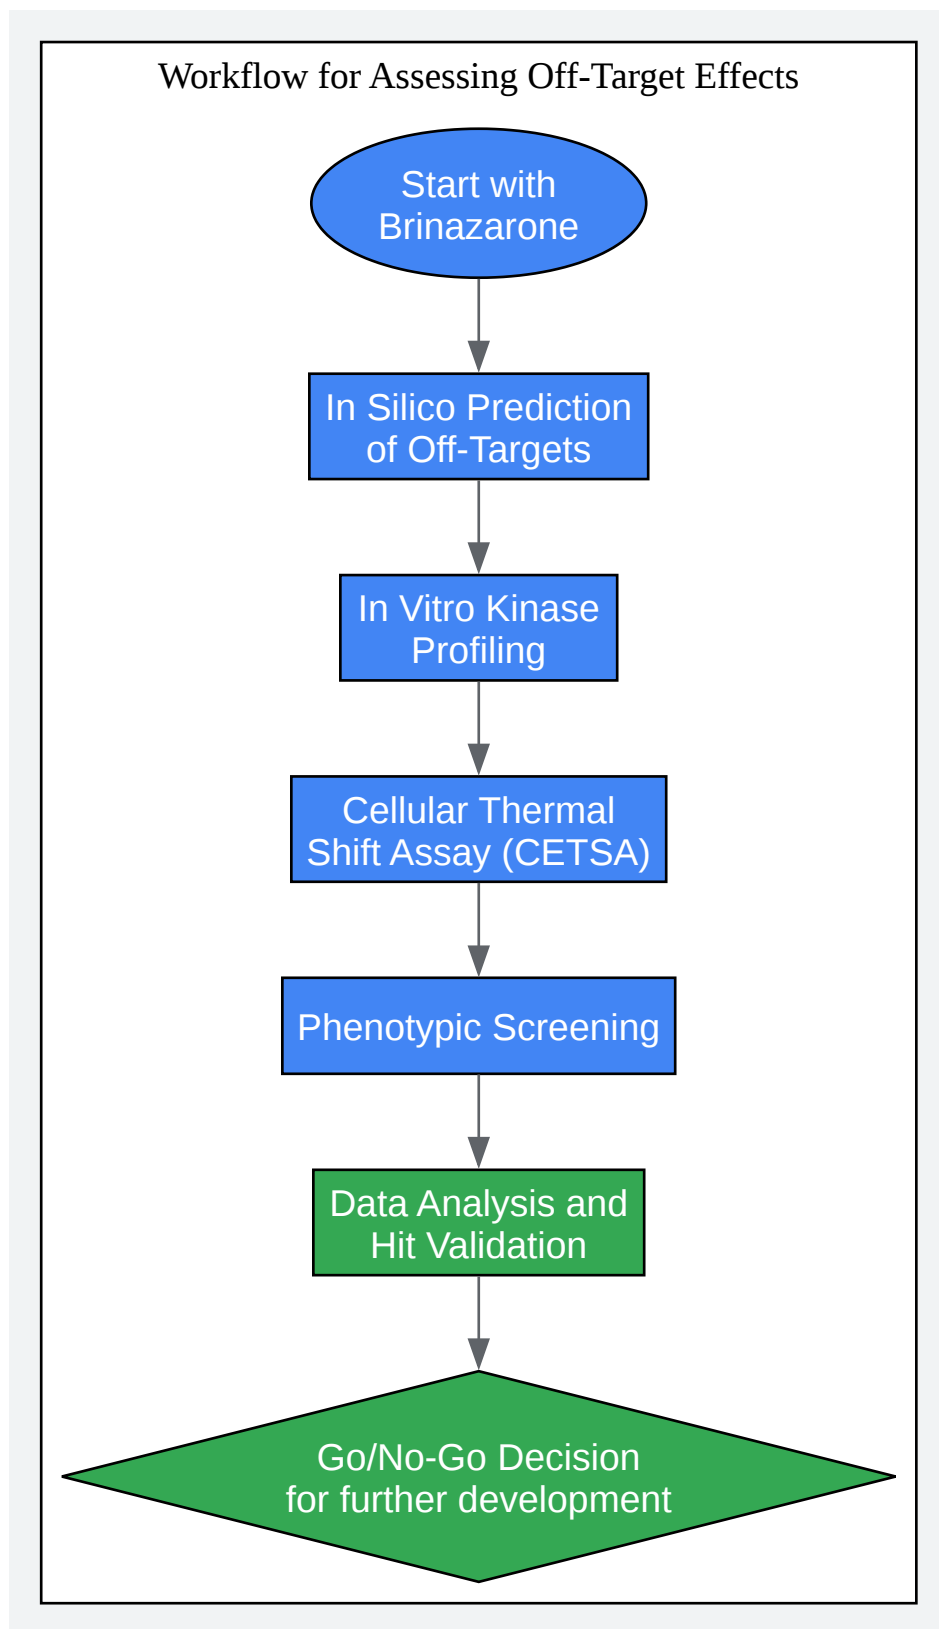 Workflow for Assessing Off-Target Effects
Start with
Brinazarone
In Silico Prediction
of Off-Targets
In Vitro Kinase
Profiling
Cellular Thermal
Shift Assay (CETSA)
Phenotypic Screening
Data Analysis and
Hit Validation
Go/No-Go Decision
for further development